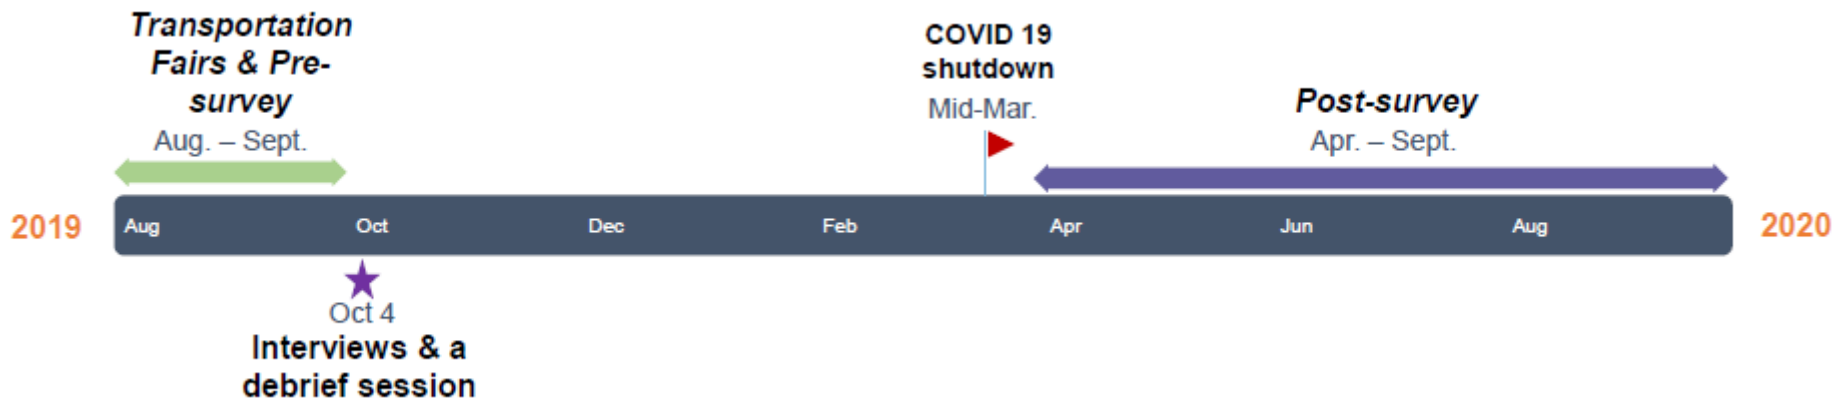 Transportation
Fairs & Pre-
survey
Aug. – Sept.
COVID 19
shutdown
Mid-Mar.
Post-survey
Apr. – Sept.
2019
Aug
Oct
Dec
Feb
Apr
Jun
Aug
2020
Oct 4
Interviews & a
debrief session